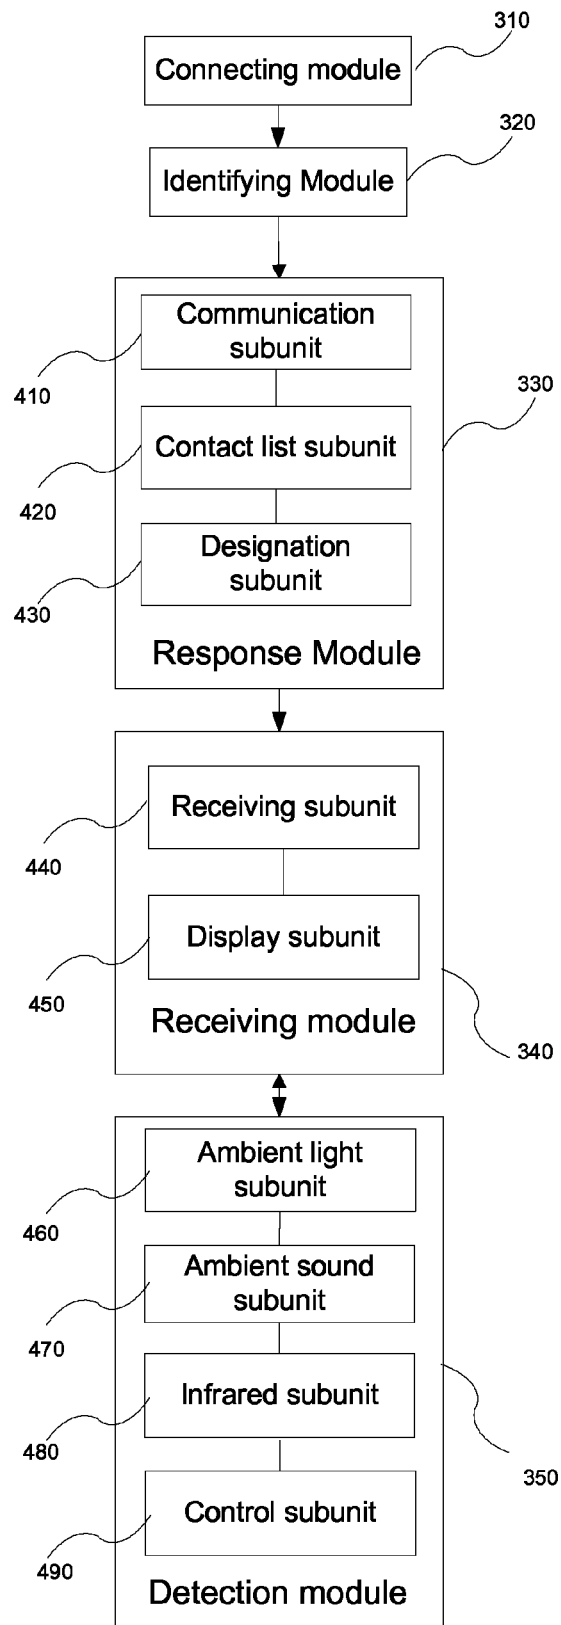 310
Connecting module
320
Identifying Module
Communication
subunit
410
330
Contact list subunit
420
Designation
subunit
430
Response Module
Receiving subunit
440
Display subunit
450
Receiving module
340
Ambient light
subunit
460
Ambient sound
subunit
470
Infrared subunit
480
350
Control subunit
490
Detection module